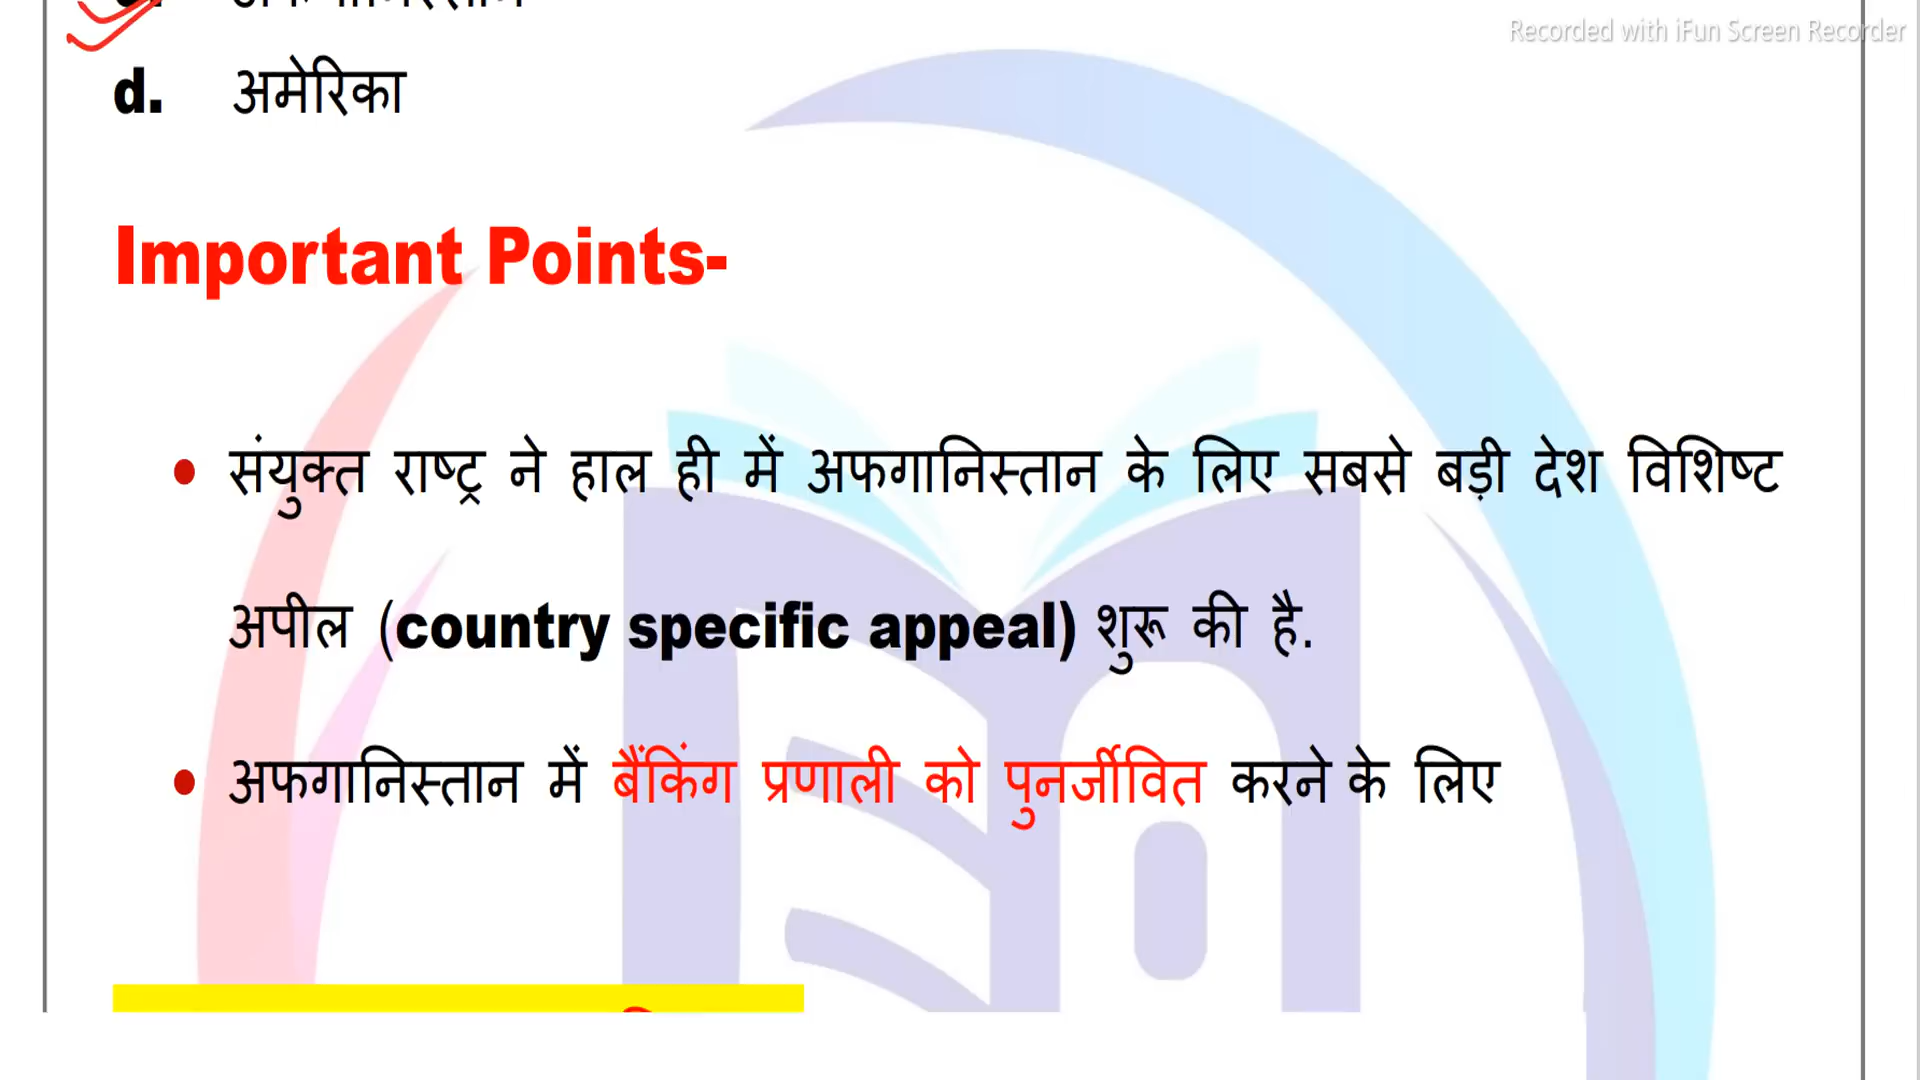 Recorded with iFun Screen Recorder
d. अमेरिका
Important Points-
• संयुक्त राष्ट्र ने हाल ही में अफगानिस्तान के लिए सबसे बड़ी देश विशिष्ट
अपील (country specific appeal) शुरू की है.
• अफगानिस्तान में बैंकिंग प्रणाली को पुनर्जीवित करने के लिए